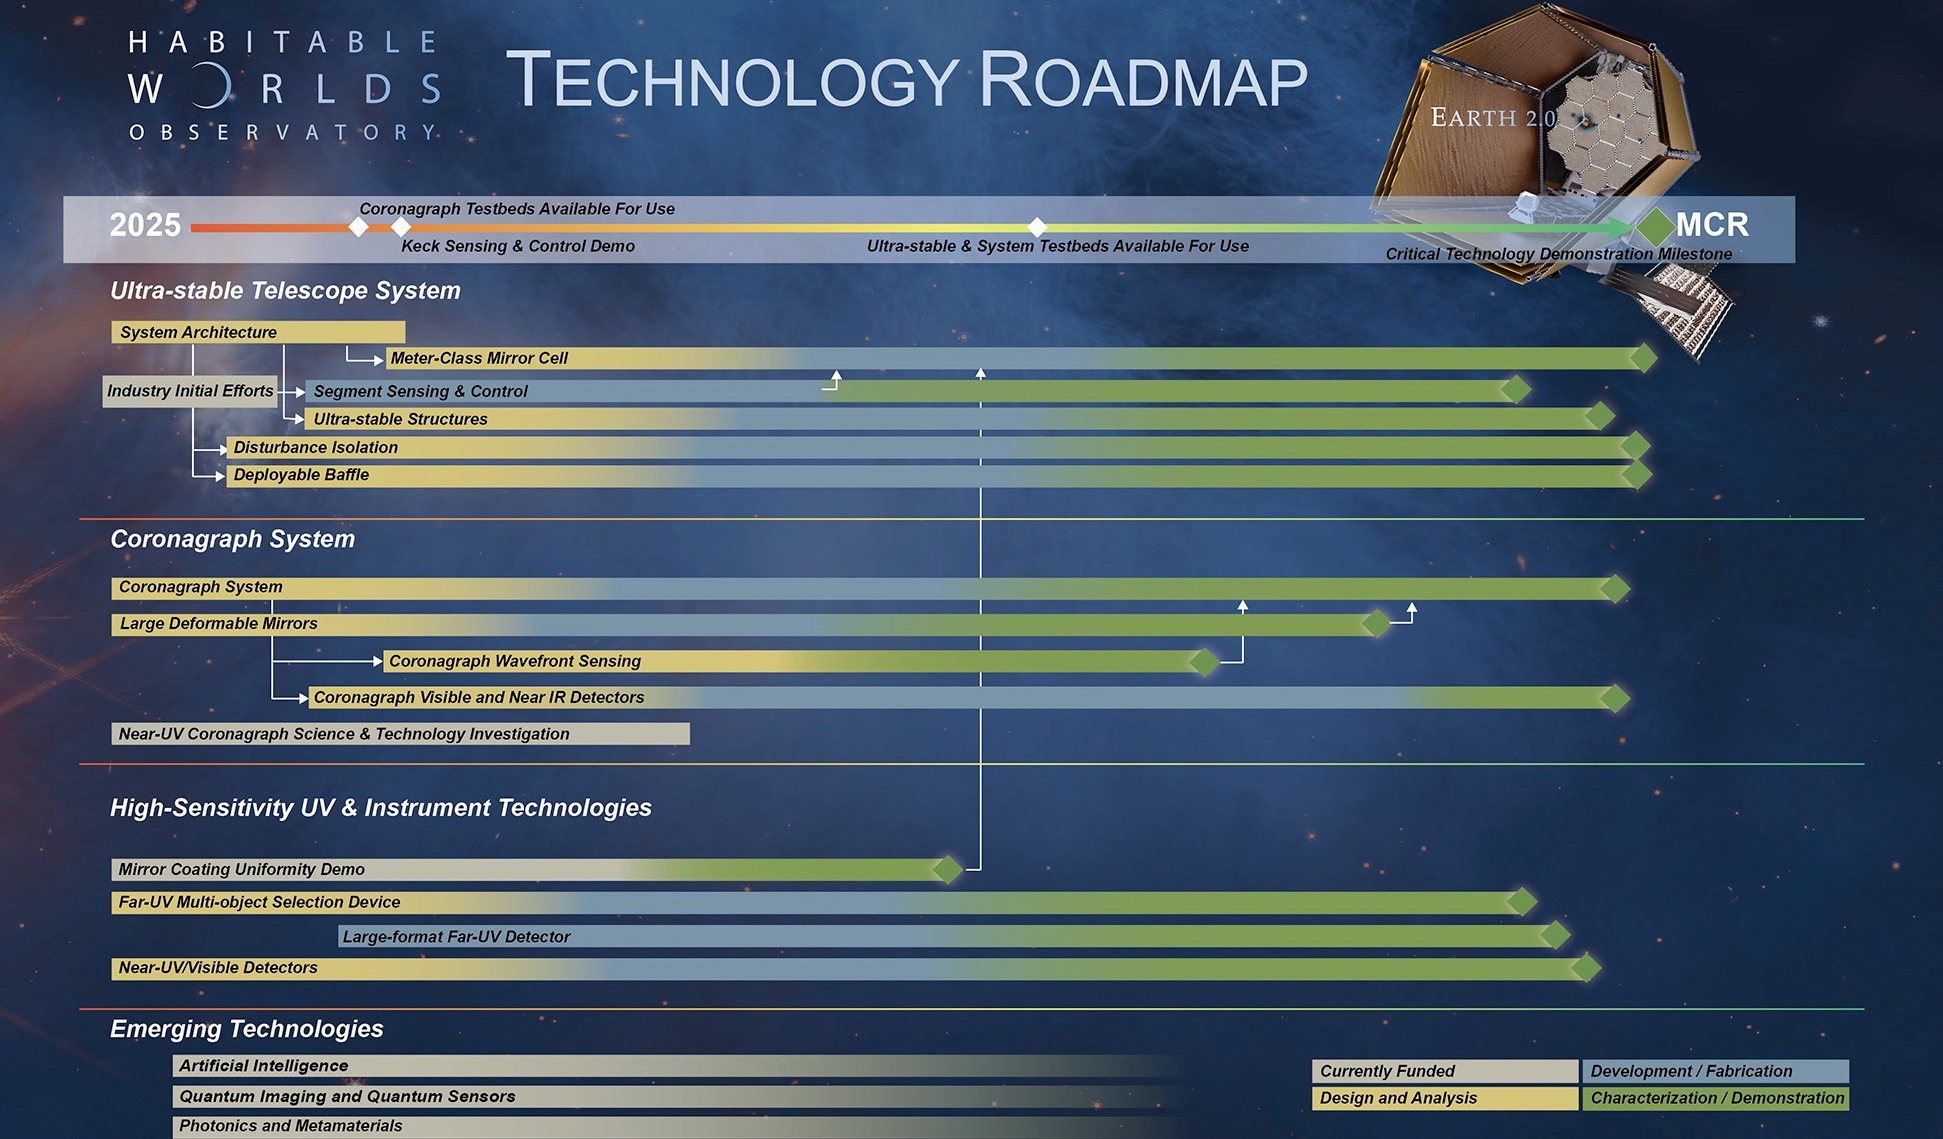 HABITABLE
WORLDS
OBSERVATORY
TECHNOLOGY ROADMAP
EARTH 2.0
Coronagraph Testbeds Available For Use
2025
MCR
Keck Sensing & Control Demo
Ultra-stable & System Testbeds Available For Use
Critical Technology Demonstration Milestone
Ultra-stable Telescope System
System Architecture
Meter-Class Mirror Cell
Industry Initial Efforts
Segment Sensing & Control
Ultra-stable Structures
Disturbance Isolation
Deployable Baffle
Coronagraph System
Coronagraph System
Large Deformable Mirrors
Coronagraph Wavefront Sensing
Coronagraph Visible and Near IR Detectors
Near-UV Coronagraph Science & Technology Investigation
High-Sensitivity UV & Instrument Technologies
Mirror Coating Uniformity Demo
Far-UV Multi-object Selection Device
Large-format Far-UV Detector
Near-UV/Visible Detectors
Emerging Technologies
Artificial Intelligence
Quantum Imaging and Quantum Sensors
Photonics and Metamaterials
Currently Funded
Development / Fabrication
Design and Analysis
Characterization / Demonstration